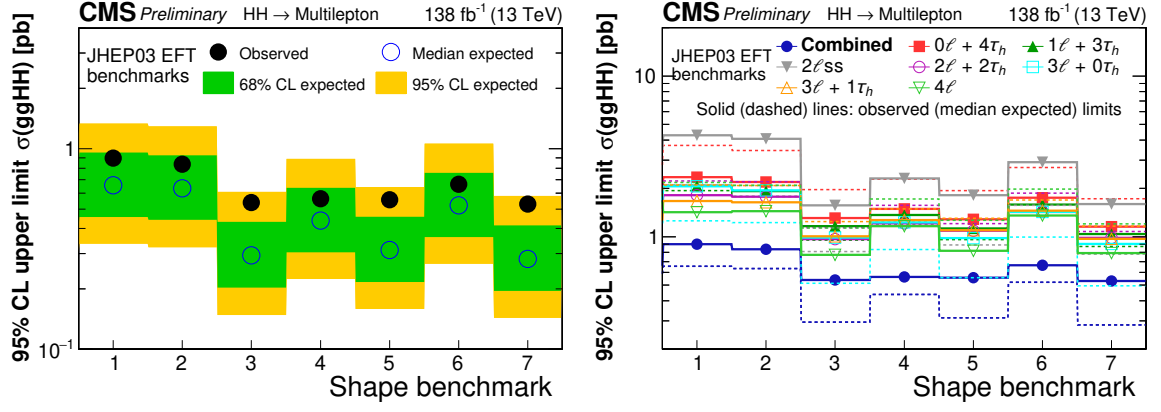 CMS Preliminary HH → Multilepton 138 fb⁻¹ (13 TeV)
95% CL upper limit σ(ggHH) [pb]
JHEP03 EFT
benchmarks
Observed Median expected
68% CL expected 95% CL expected
1
10⁻¹
1 2 3 4 5 6 7
Shape benchmark
CMS Preliminary HH → Multilepton 138 fb⁻¹ (13 TeV)
95% CL upper limit σ(ggHH) [pb]
JHEP03 EFT
benchmarks
Combined 0ℓ + 4τₕ 1ℓ + 3τₕ
2ℓss 2ℓ + 2τₕ 3ℓ + 0τₕ
3ℓ + 1τₕ 4ℓ
Solid (dashed) lines: observed (median expected) limits
10
1
1 2 3 4 5 6 7
Shape benchmark